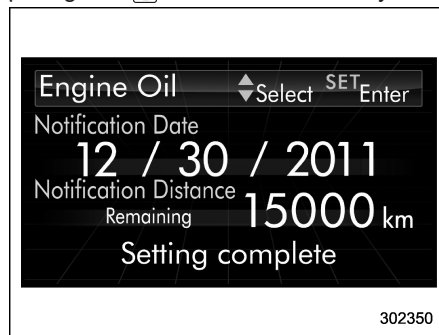 Engine Oil Select SET Enter
Notification Date
12 / 30 / 2011
Notification Distance
Remaining 15000 km
Setting complete
302350